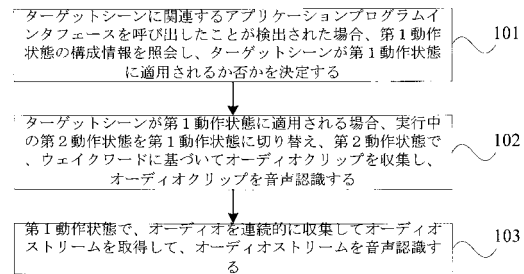 ターゲットシーンに関連するアプリケーションプログラムイ
ンタフェースを呼び出したことが検出された場合、第1動作
状態の構成情報を照会し、ターゲットシーンが第1動作状態
に適用されるか否かを決定する
101
ターゲットシーンが第1動作状態に適用される場合、実行中
の第2動作状態を第1動作状態に切り替え、第2動作状態で
、ウェイクワードに基づいてオーディオクリップを収集し、
オーディオクリップを音声認識する
102
第1動作状態で、オーディオを連続的に収集してオーディオ
ストリームを取得して、オーディオストリームを音声認識す
る
103